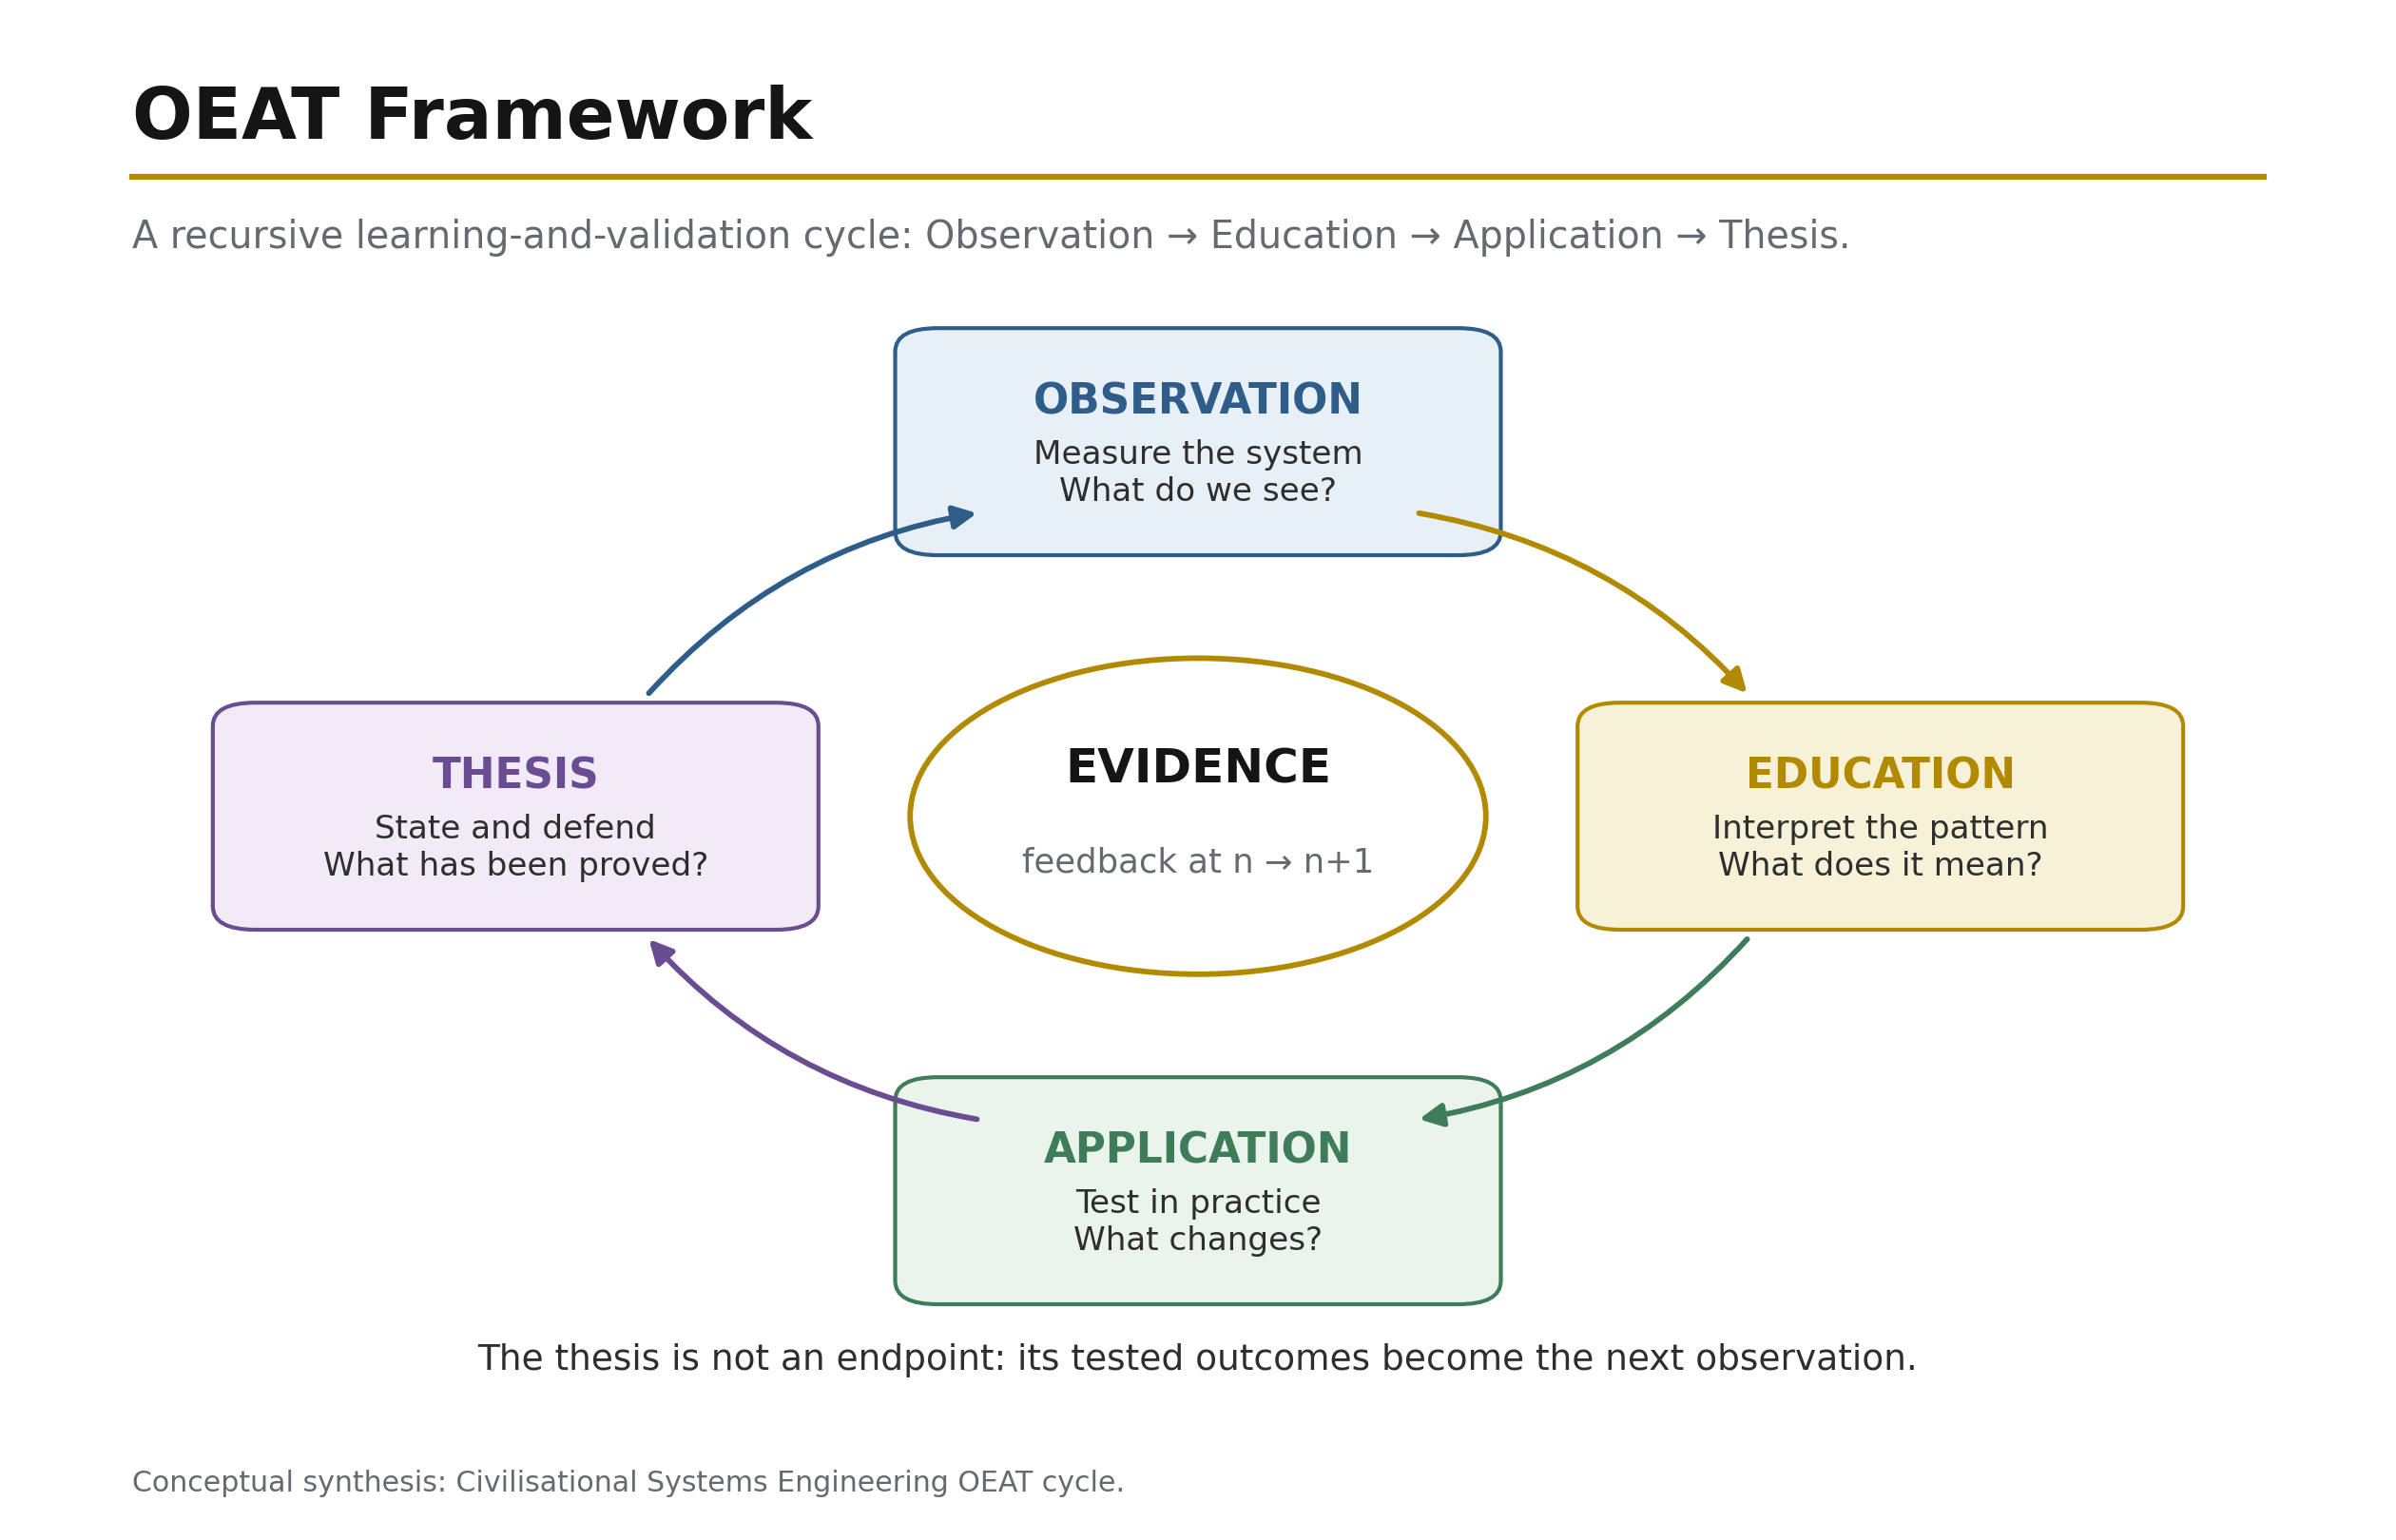 OEAT Framework
A recursive learning-and-validation cycle: Observation → Education → Application → Thesis.
OBSERVATION
Measure the system
What do we see?
THESIS
State and defend
What has been proved?
EVIDENCE
feedback at n → n+1
EDUCATION
Interpret the pattern
What does it mean?
APPLICATION
Test in practice
What changes?
The thesis is not an endpoint: its tested outcomes become the next observation.
Conceptual synthesis: Civilisational Systems Engineering OEAT cycle.